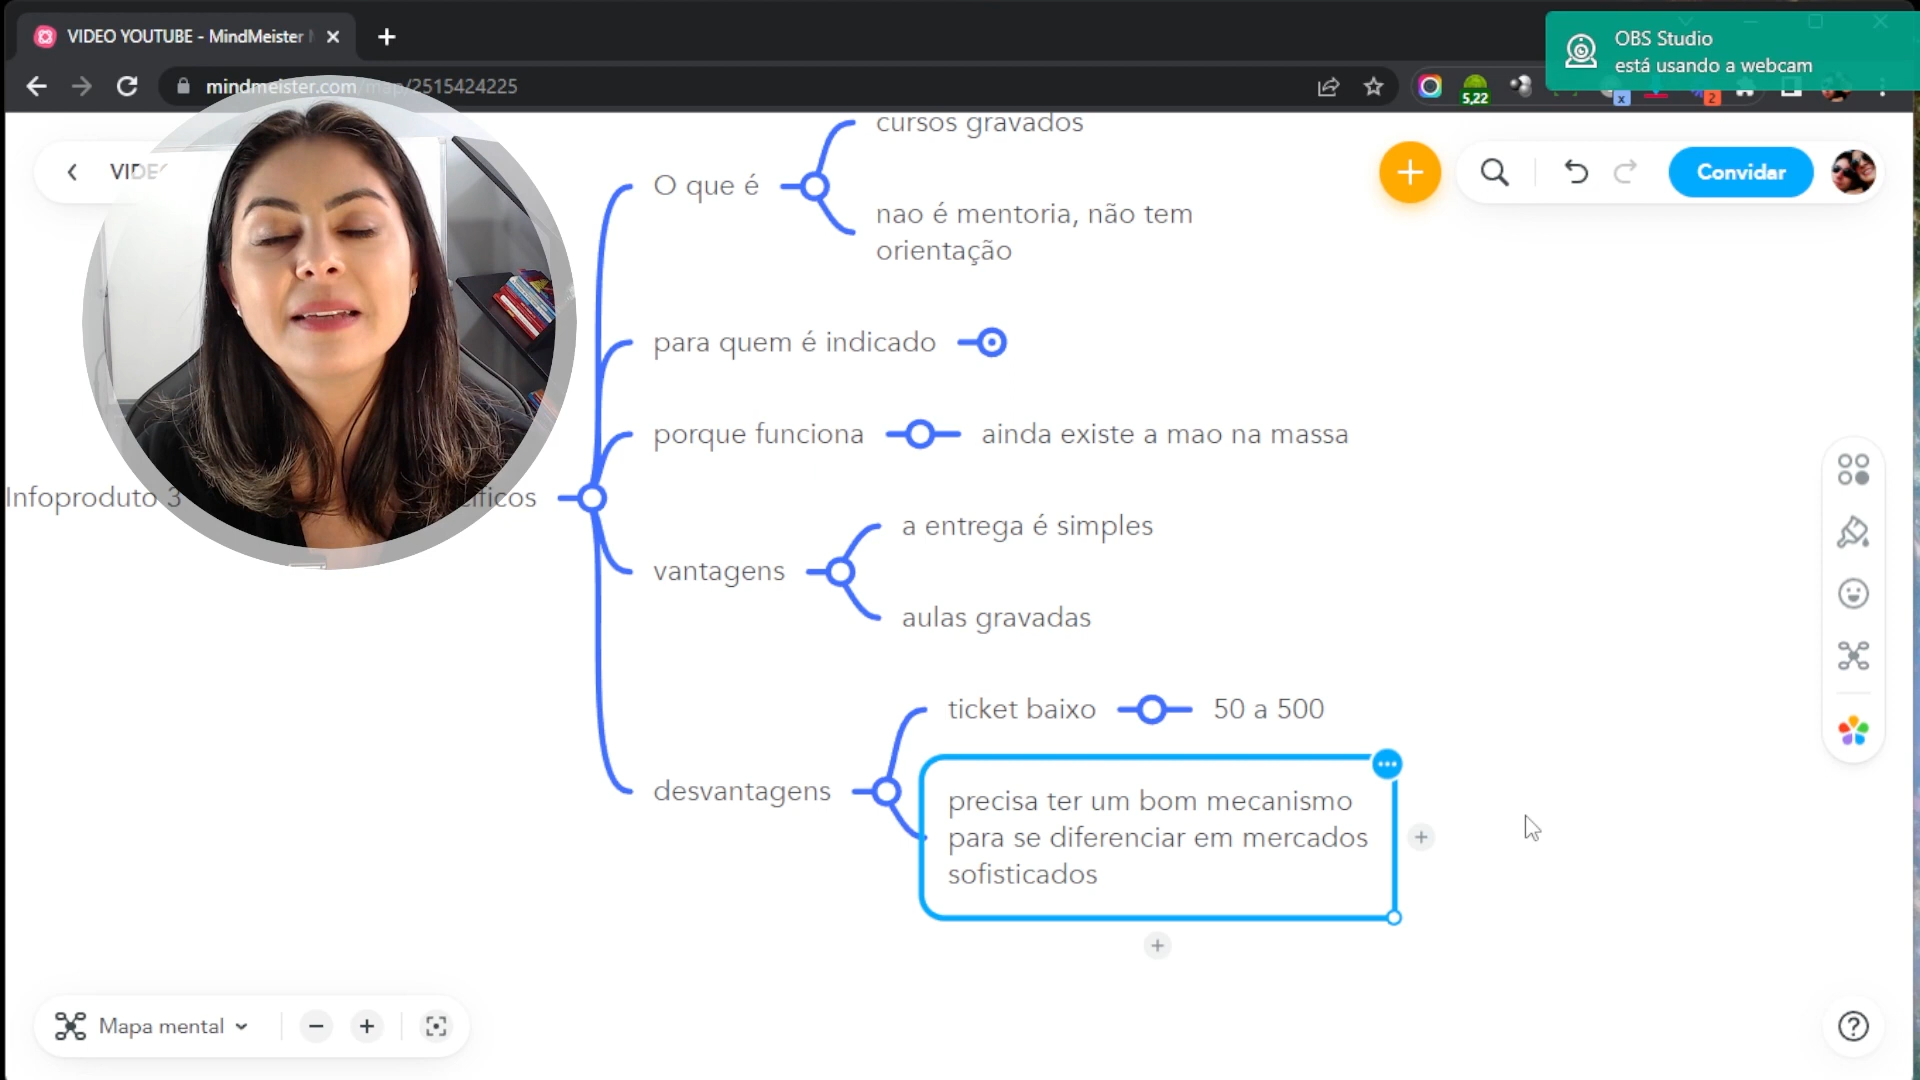 VIDEO YOUTUBE - MindMeister
OBS Studio
está usando a webcam
mindmeister.com/map/2515424225
5,22
x
2
cursos gravados
O que é
nao é mentoria, não tem
orientação
Convidar
para quem é indicado
porque funciona
ainda existe a mao na massa
Infoproduto 3
a entrega é simples
vantagens
aulas gravadas
ticket baixo
50 a 500
desvantagens
precisa ter um bom mecanismo
para se diferenciar em mercados
sofisticados
Mapa mental